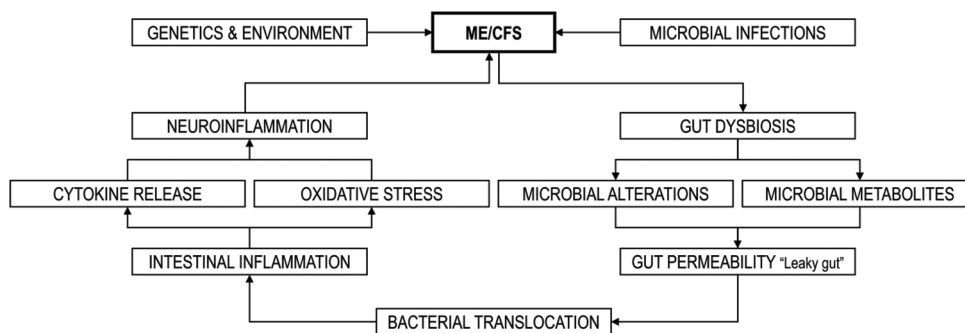 GENETICS & ENVIRONMENT
ME/CFS
MICROBIAL INFECTIONS
NEUROINFLAMMATION
GUT DYSBIOSIS
CYTOKINE RELEASE
OXIDATIVE STRESS
MICROBIAL ALTERATIONS
MICROBIAL METABOLITES
INTESTINAL INFLAMMATION
GUT PERMEABILITY “Leaky gut”
BACTERIAL TRANSLOCATION